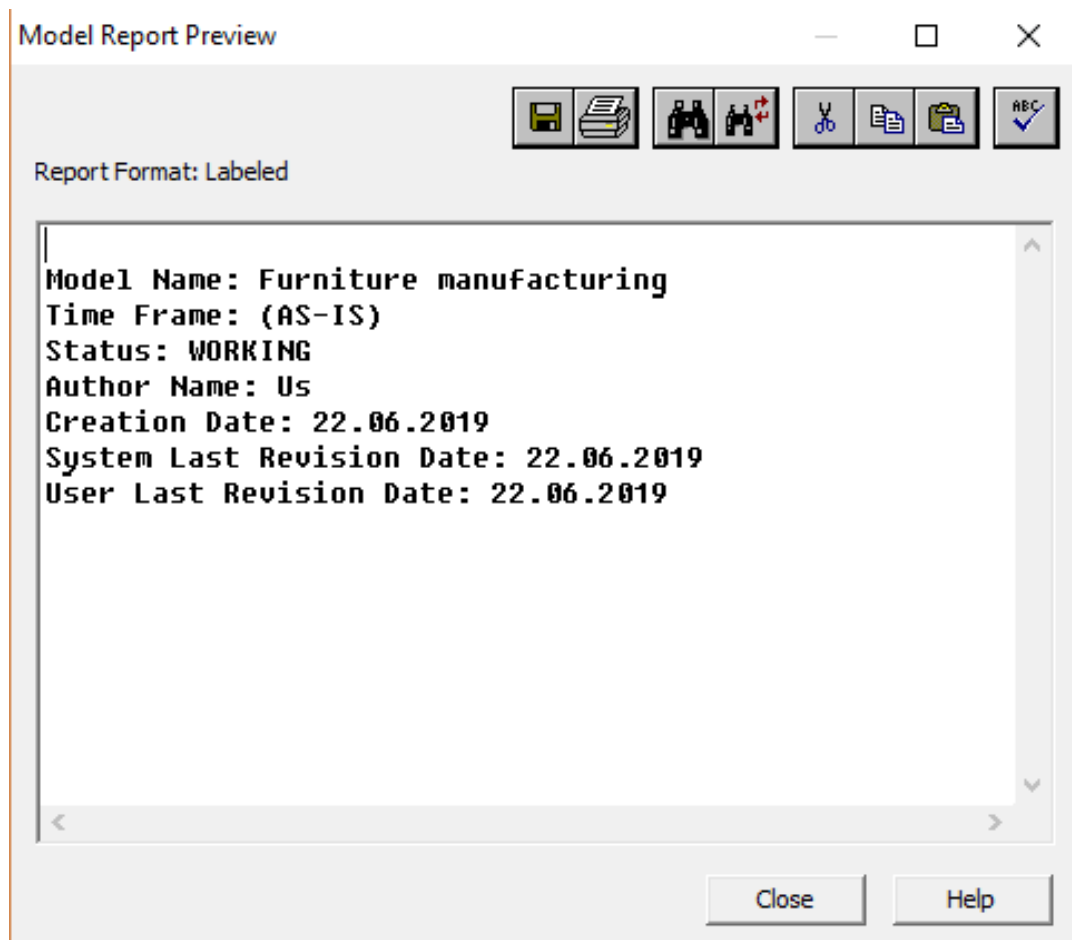 Model Report Preview
ABC
Report Format: Labeled
Model Name: Furniture manufacturing
Time Frame: (AS-IS)
Status: WORKING
Author Name: Us
Creation Date: 22.06.2019
System Last Revision Date: 22.06.2019
User Last Revision Date: 22.06.2019
Close Help